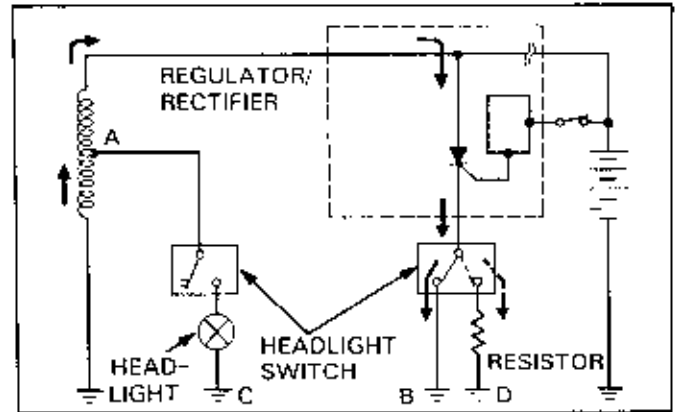 REGULATOR/
RECTIFIER
A
HEAD-
LIGHT
C
HEADLIGHT
SWITCH
B
D
RESISTOR